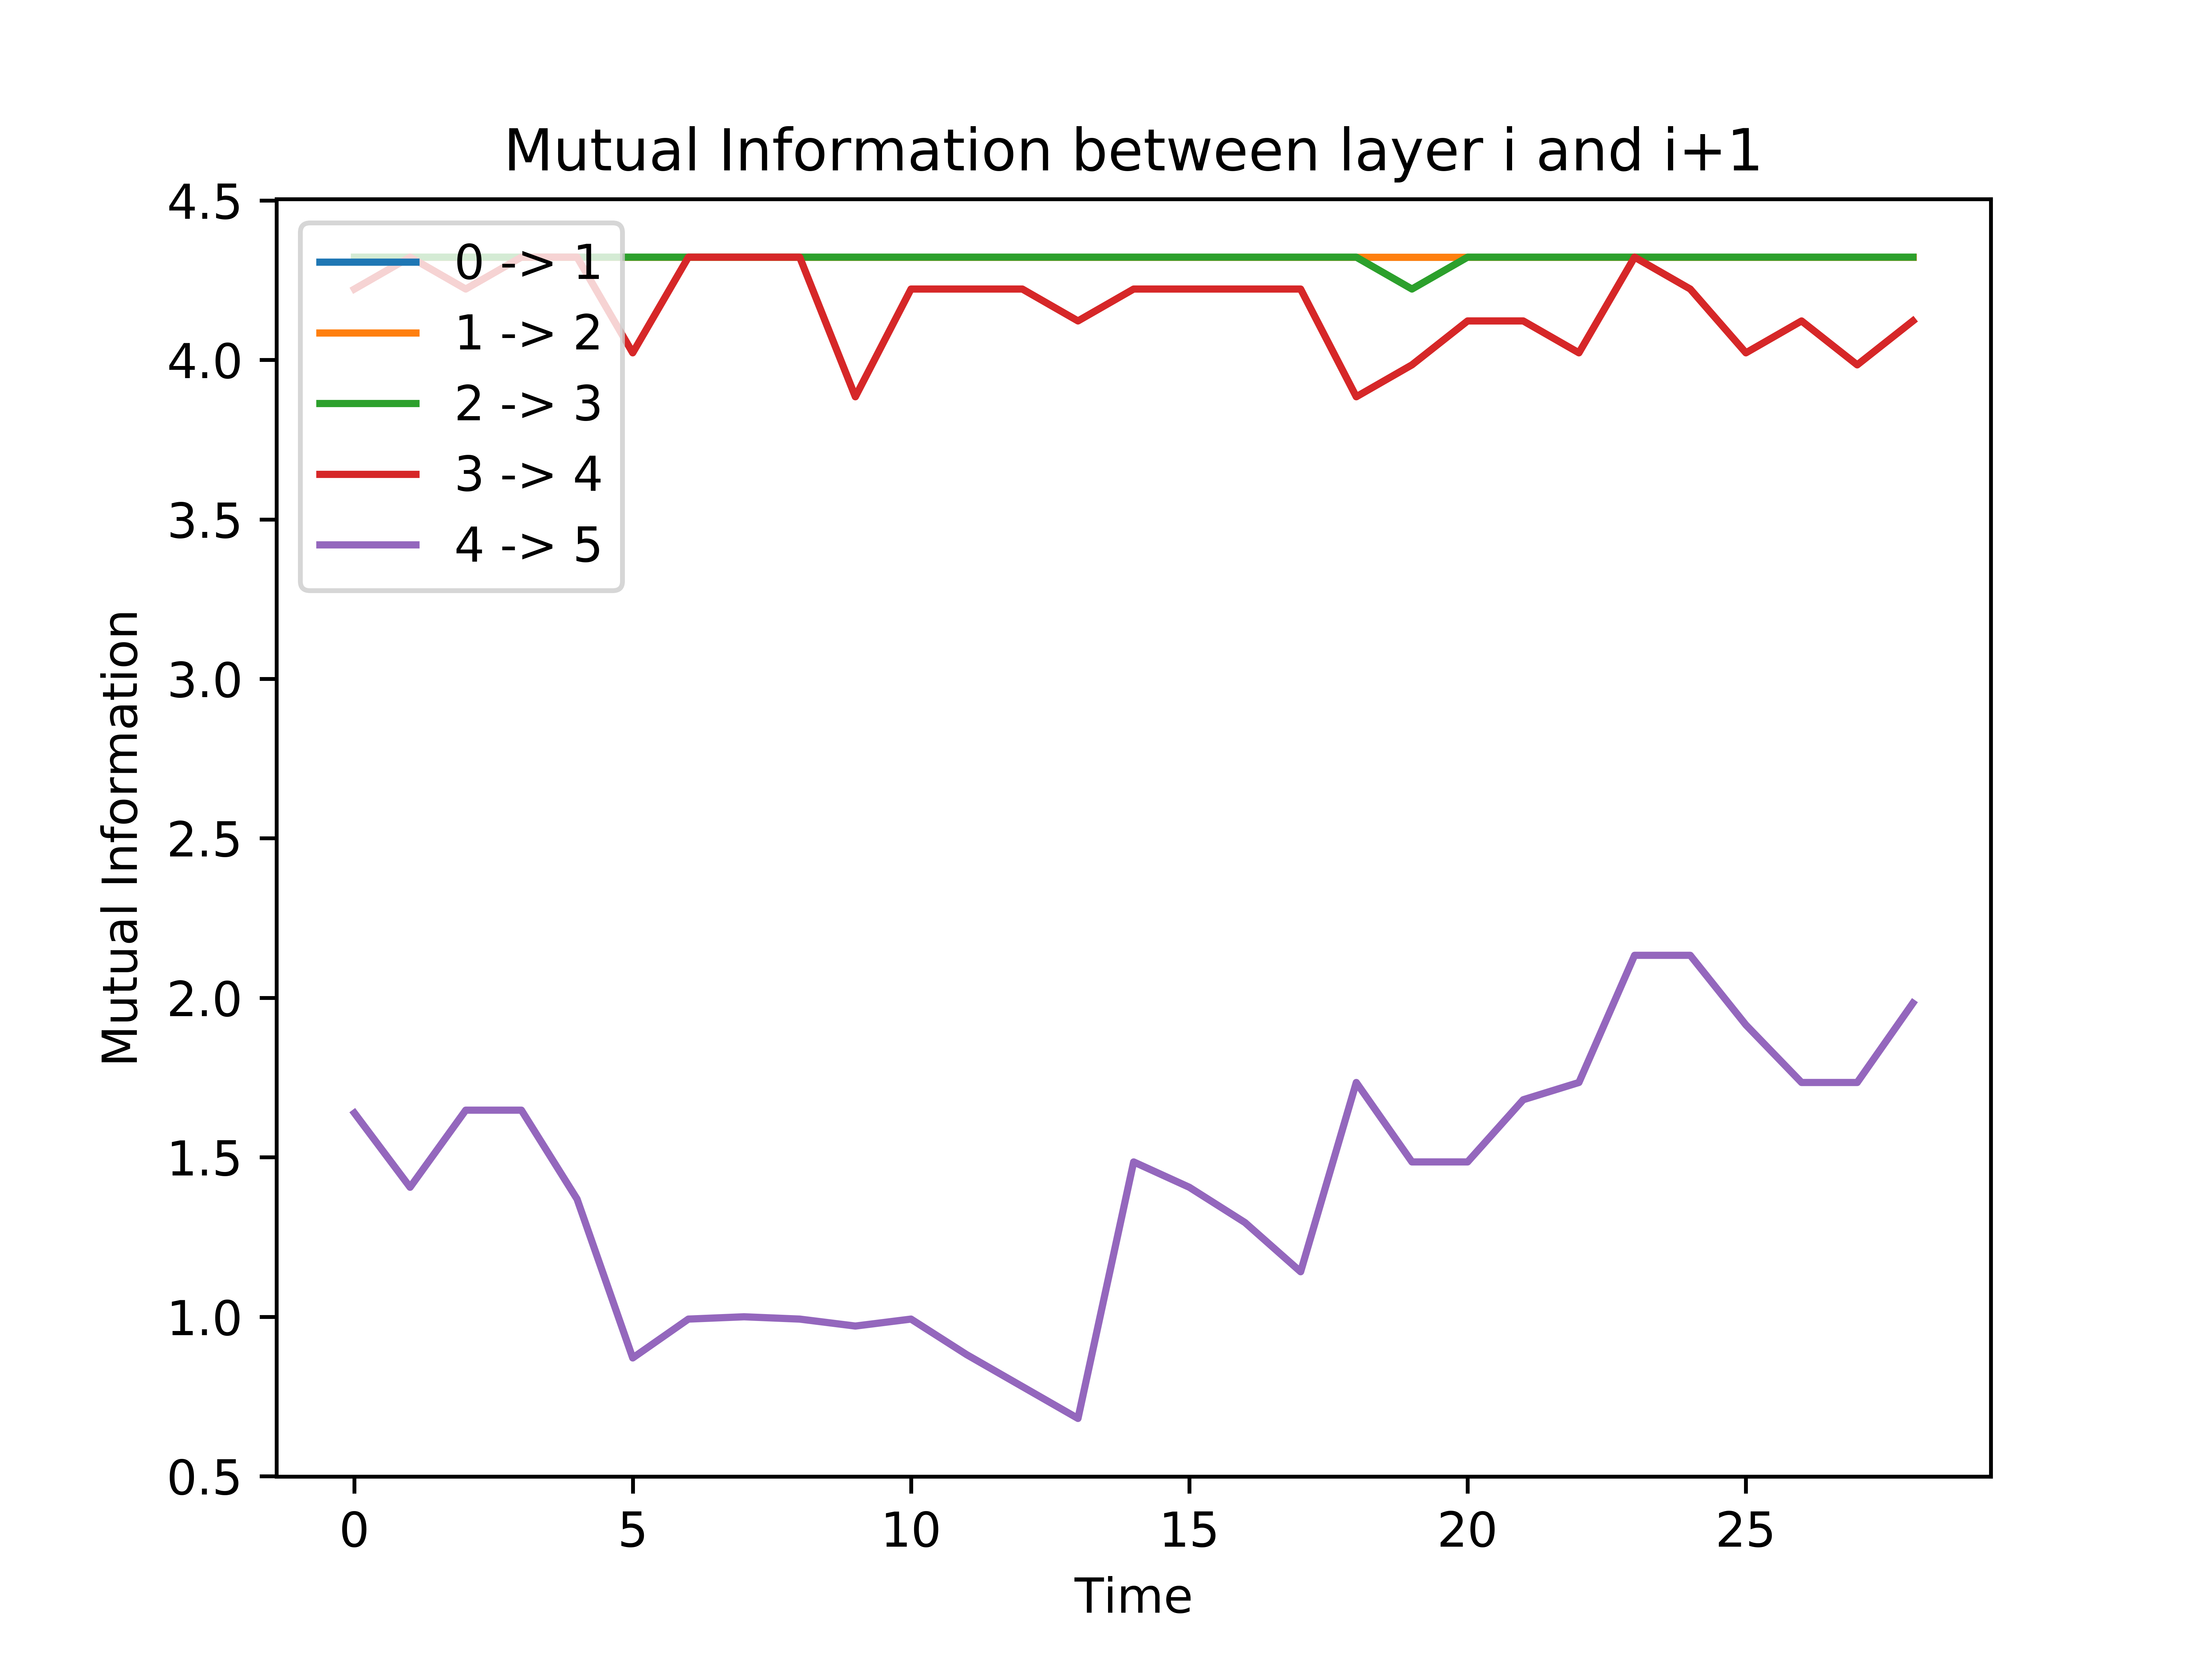 Mutual Information between layer i and i+1
4.5
4.0
3.5
3.0
2.5
2.0
1.5
1.0
0.5
Mutual Information
0 -> 1
1 -> 2
2 -> 3
3 -> 4
4 -> 5
0 5 10 15 20 25
Time